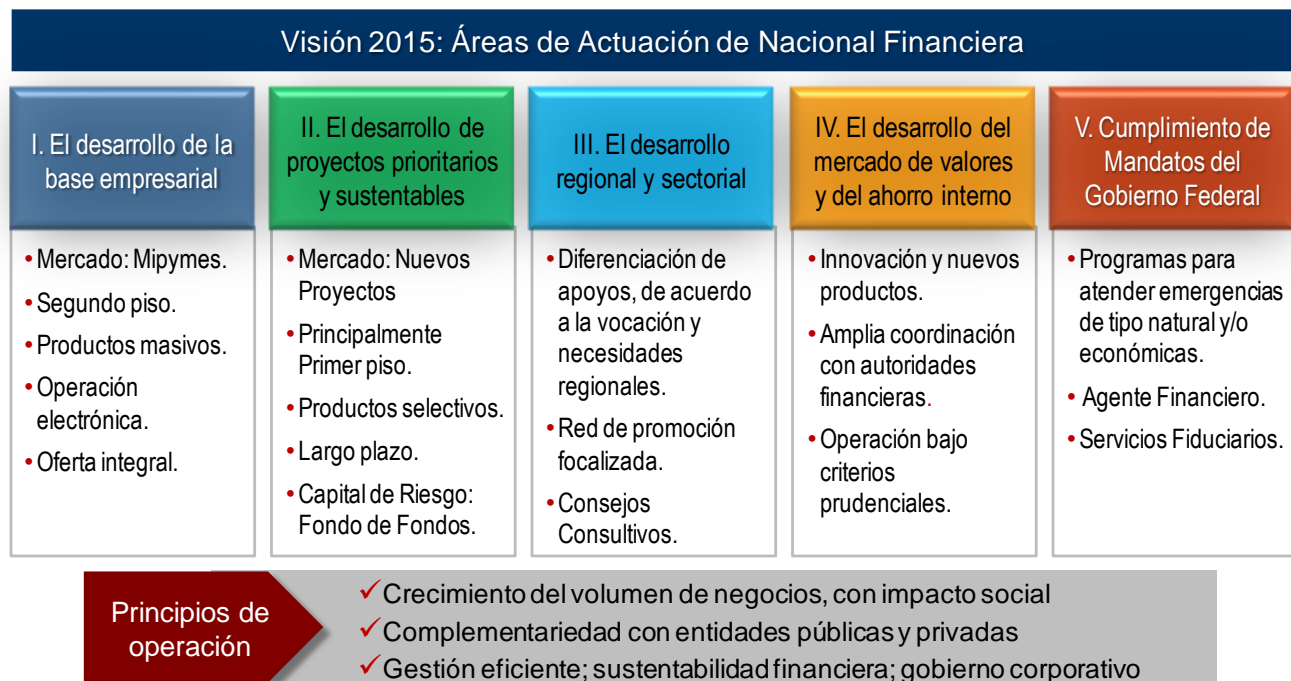 Visión 2015: Áreas de Actuación de Nacional Financiera
I. El desarrollo de la
base empresarial
• Mercado: Mipymes.
• Segundo piso.
• Productos masivos.
• Operación
electrónica.
• Oferta integral.
II. El desarrollo de
proyectos prioritarios
y sustentables
• Mercado: Nuevos
Proyectos
• Principalmente
Primer piso.
• Productos selectivos.
• Largo plazo.
• Capital de Riesgo:
Fondo de Fondos.
III. El desarrollo
regional y sectorial
• Diferenciación de
apoyos, de acuerdo
a la vocación y
necesidades
regionales.
• Red de promoción
focalizada.
• Consejos
Consultivos.
IV. El desarrollo del
mercado de valores
y del ahorro interno
• Innovación y nuevos
productos.
• Amplia coordinación
con autoridades
financieras.
• Operación bajo
criterios
prudenciales.
V. Cumplimiento de
Mandatos del
Gobierno Federal
• Programas para
atender emergencias
de tipo natural y/o
económicas.
• Agente Financiero.
• Servicios Fiduciarios.
Principios de
operación
✓ Crecimiento del volumen de negocios, con impacto social
✓ Complementariedad con entidades públicas y privadas
✓ Gestión eficiente; sustentabilidad financiera; gobierno corporativo